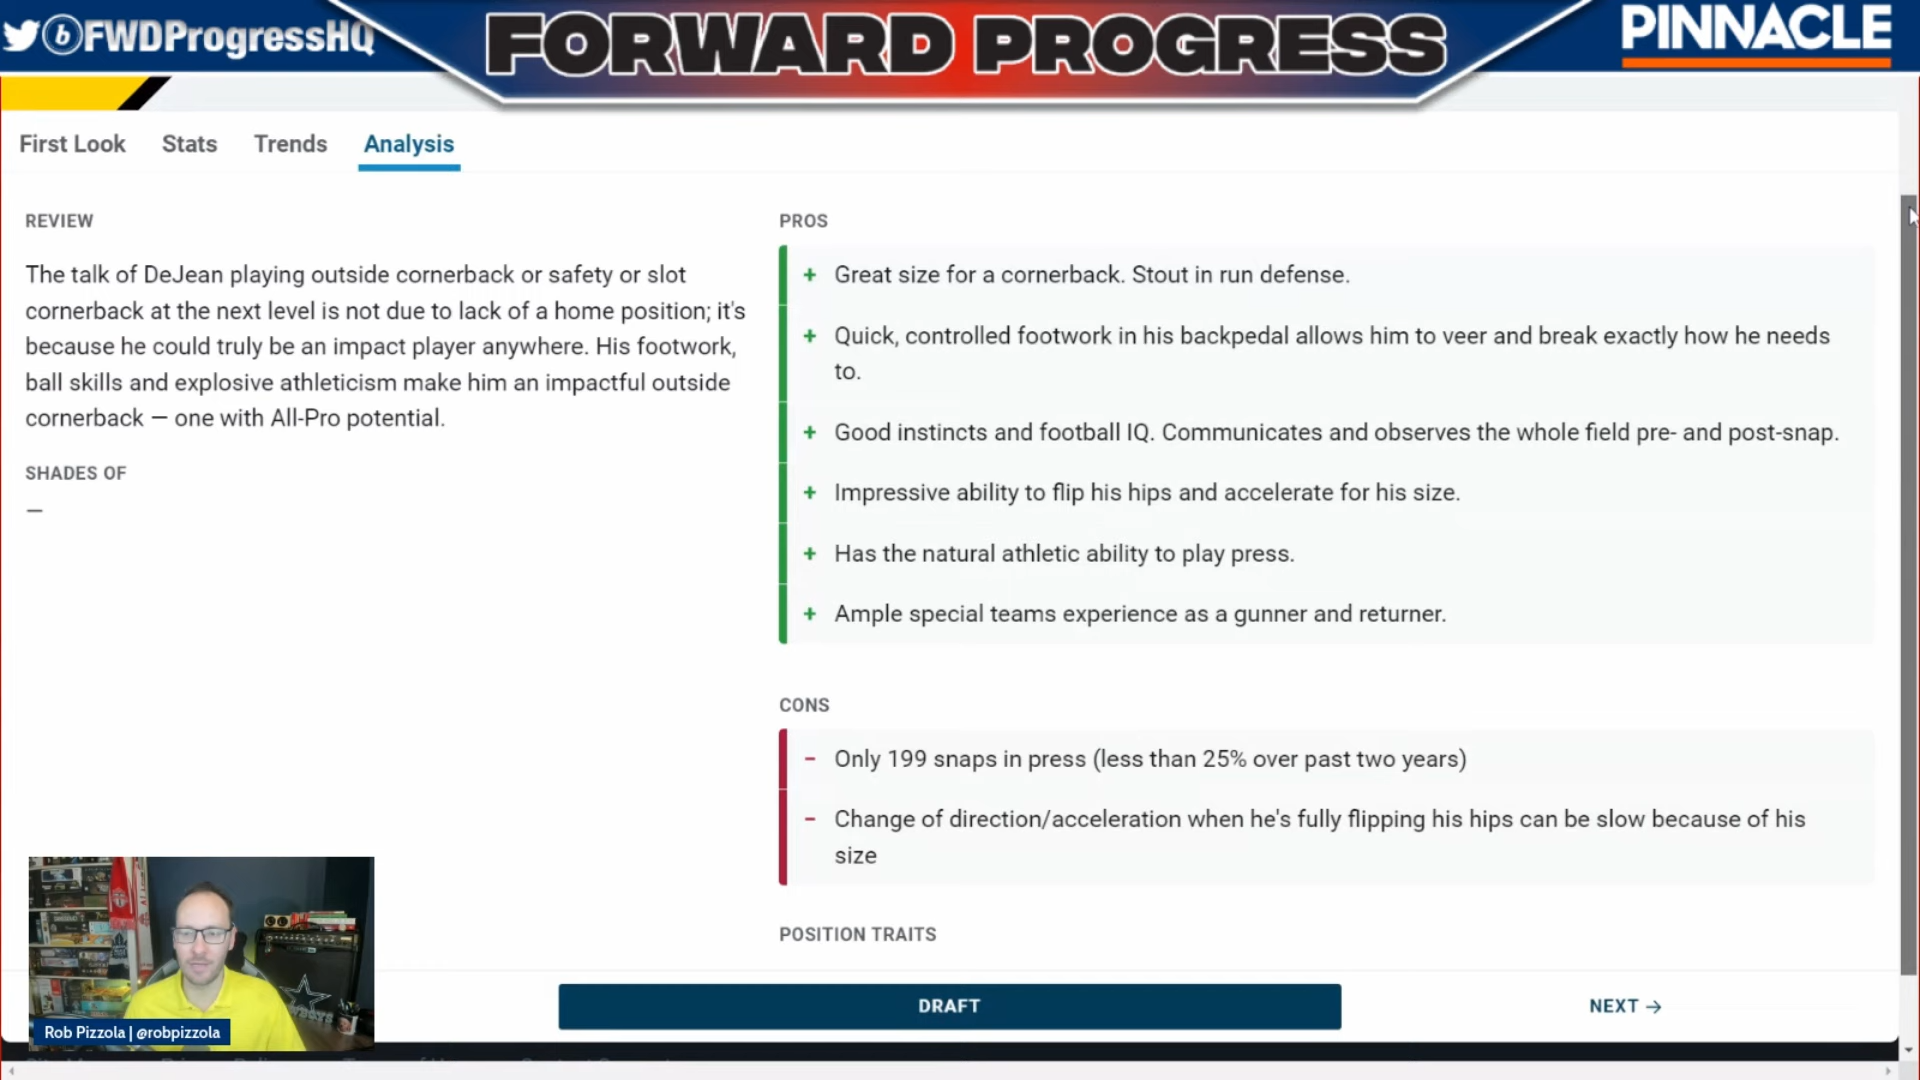 FWDProgressHQ
FORWARD PROGRESS
PINNACLE
First Look Stats Trends Analysis
REVIEW
The talk of DeJean playing outside cornerback or safety or slot
cornerback at the next level is not due to lack of a home position; it's
because he could truly be an impact player anywhere. His footwork,
ball skills and explosive athleticism make him an impactful outside
cornerback — one with All-Pro potential.
SHADES OF
—
PROS
+ Great size for a cornerback. Stout in run defense.
+ Quick, controlled footwork in his backpedal allows him to veer and break exactly how he needs
to.
+ Good instincts and football IQ. Communicates and observes the whole field pre- and post-snap.
+ Impressive ability to flip his hips and accelerate for his size.
+ Has the natural athletic ability to play press.
+ Ample special teams experience as a gunner and returner.
CONS
- Only 199 snaps in press (less than 25% over past two years)
- Change of direction/acceleration when he's fully flipping his hips can be slow because of his
size
POSITION TRAITS
DRAFT
NEXT →
Rob Pizzola | @robpizzola